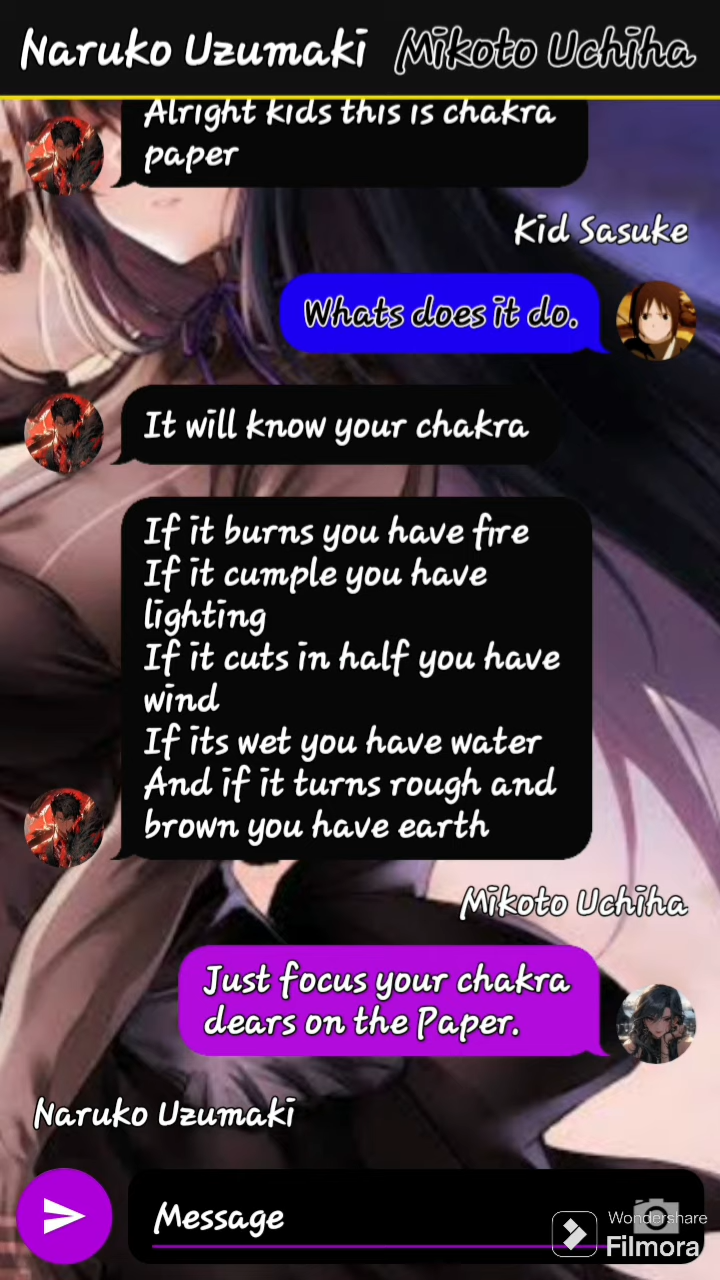 Naruko Uzumaki Mikoto Uchiha
Alright kids this is chakra
paper
Kid Sasuke
Whats does it do.
It will know your chakra
If it burns you have fire
If it cumple you have
lighting
If it cuts in half you have
wind
If its wet you have water
And if it turns rough and
brown you have earth
Mikoto Uchiha
Just focus your chakra
dears on the Paper.
Naruko Uzumaki
Message
Wondershare
Filmora